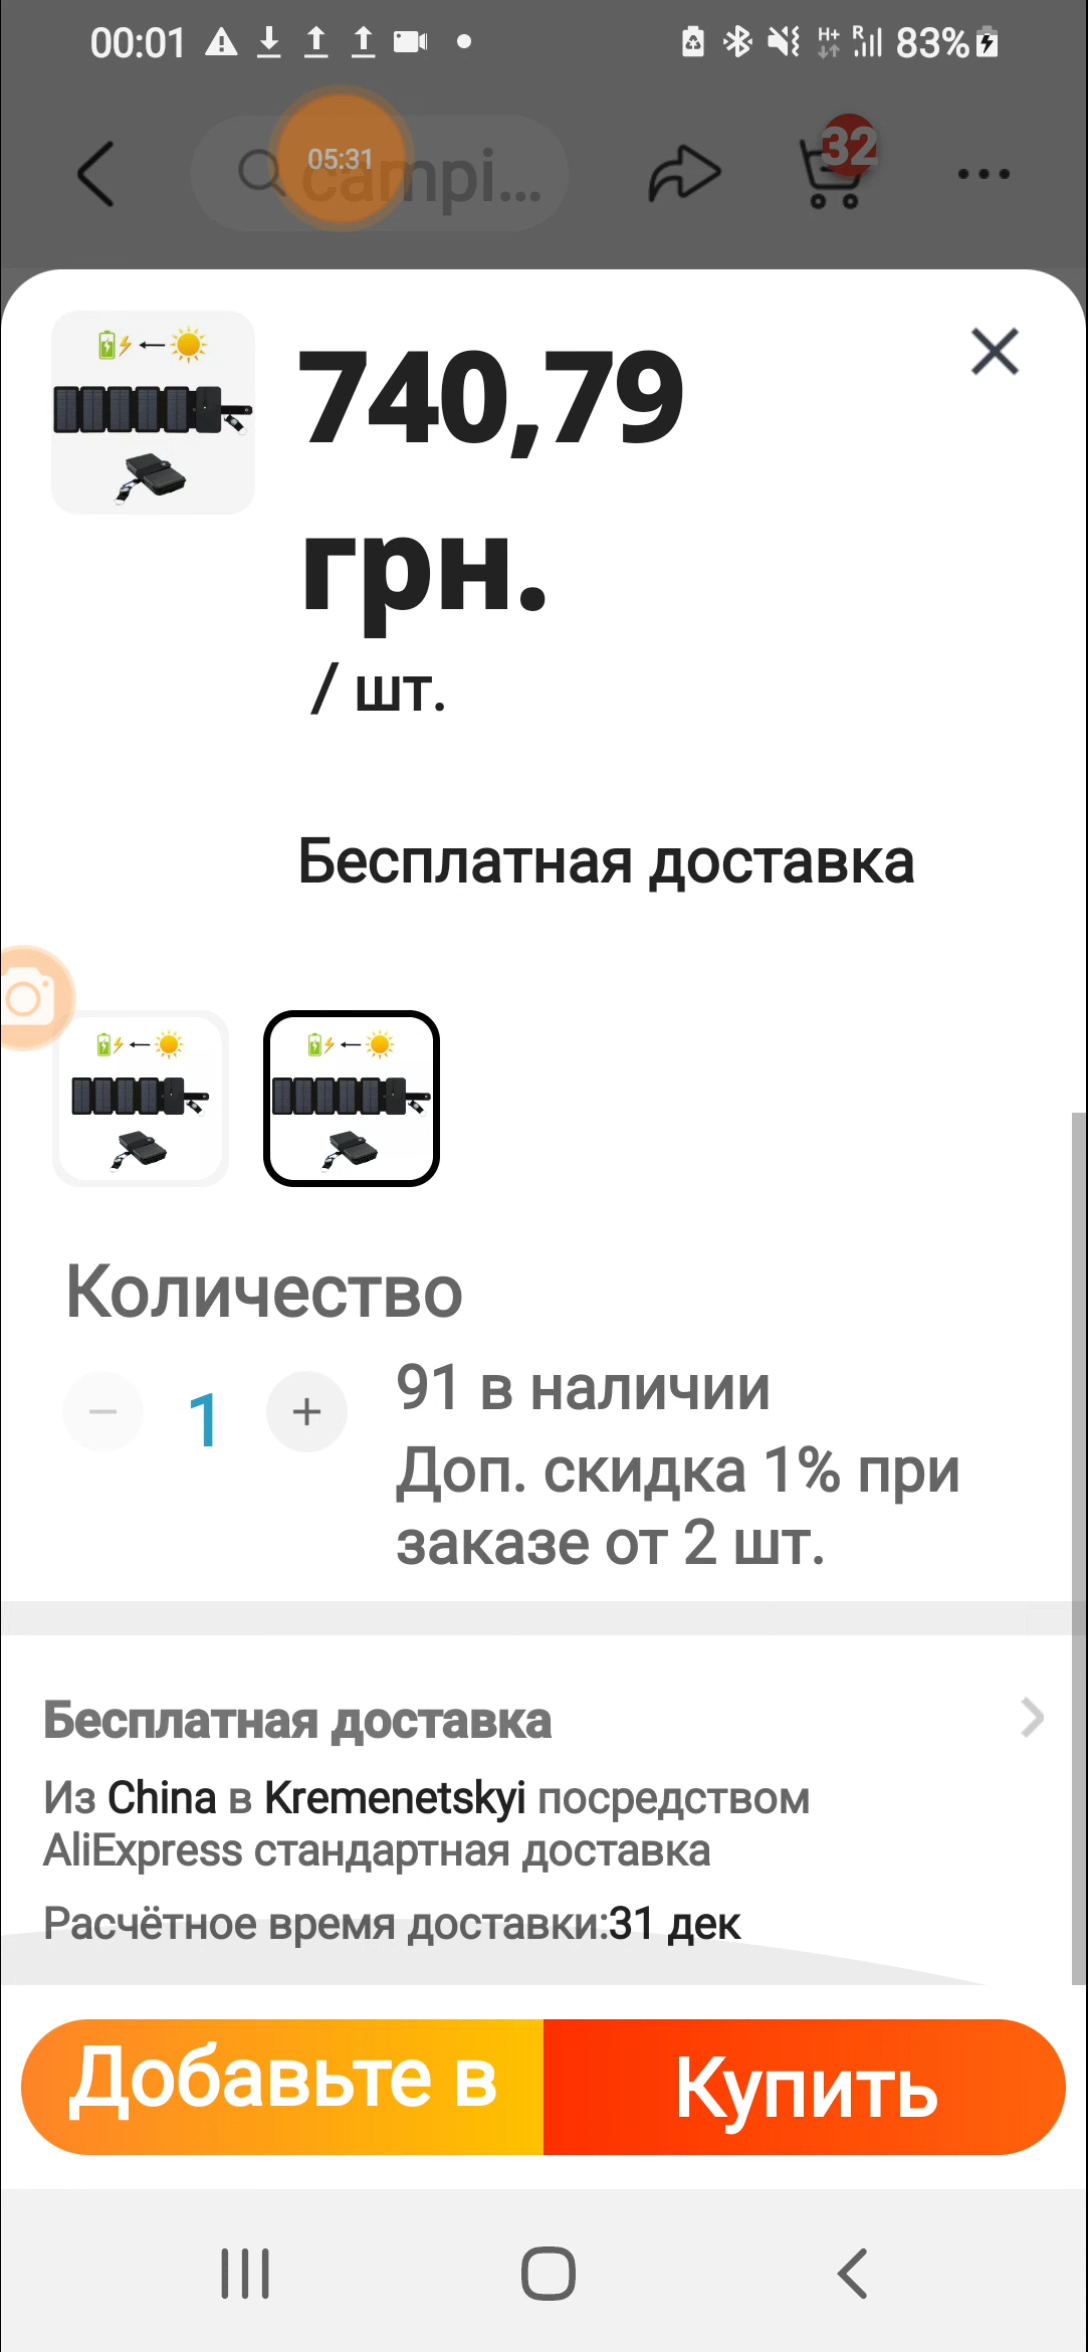 00:01
H+
R
83%
05:31
campi...
32
740,79
грн.
/ шт.
Бесплатная доставка
Количество
1
91 в наличии
Доп. скидка 1% при
заказе от 2 шт.
Бесплатная доставка
Из China в Kremenetskyi посредством
AliExpress стандартная доставка
Расчётное время доставки:31 дек
Добавьте в
Купить